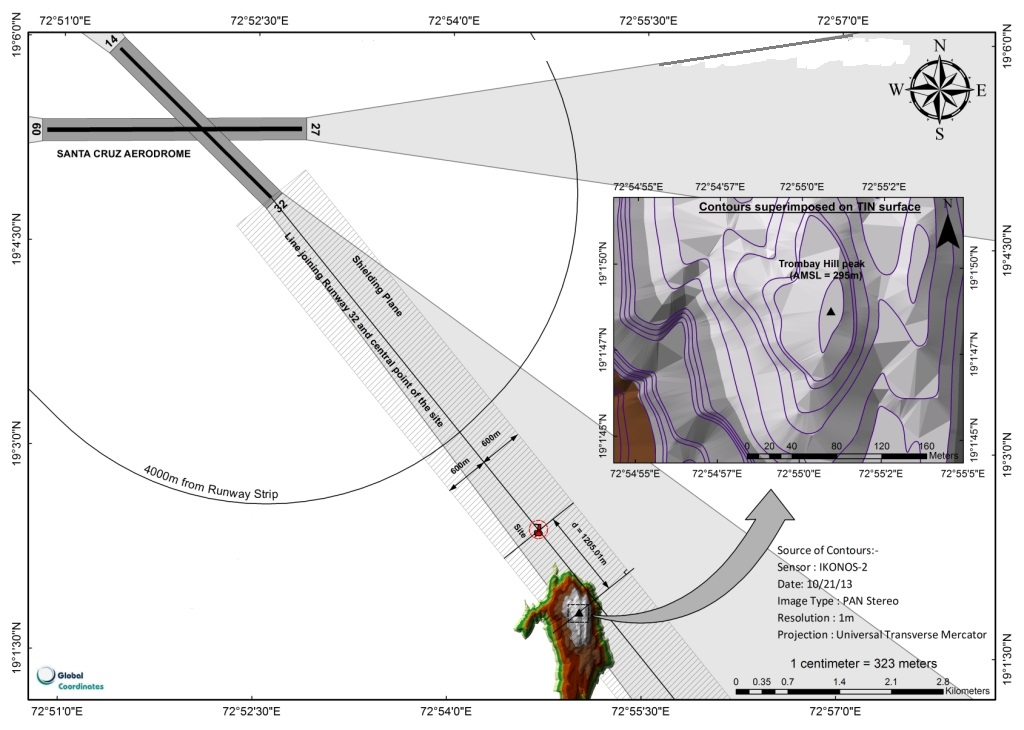 72°51'0"E
72°52'30"E
72°54'0"E
72°55'30"E
72°57'0"E
19°6'0"N
19°6'0"N
14
N
W
E
S
09
27
SANTA CRUZ AERODROME
32
72°54'55"E
72°54'57"E
72°55'0"E
72°55'2"E
Contours superimposed on TIN surface
N
Trombay Hill peak
(AMSL = 295m)
19°1'50"N
19°1'50"N
19°1'47"N
19°1'47"N
19°1'45"N
19°1'45"N
0 20 40 80 120 160
Meters
72°54'55"E
72°54'57"E
72°55'0"E
72°55'2"E
72°55'5"E
19°4'30"N
19°4'30"N
Shielding Plane
Line joining Runway 32 and central point of the site
19°3'0"N
19°3'0"N
600m
600m
4000m from Runway Strip
Site
d = 1205.01m
Source of Contours:-
Sensor : IKONOS-2
Date: 10/21/13
Image Type : PAN Stereo
Resolution : 1m
Projection : Universal Transverse Mercator
19°1'30"N
19°1'30"N
1 centimeter = 323 meters
0 0.35 0.7 1.4 2.1 2.8
Kilometers
Global
Coordinates
72°51'0"E
72°52'30"E
72°54'0"E
72°55'30"E
72°57'0"E